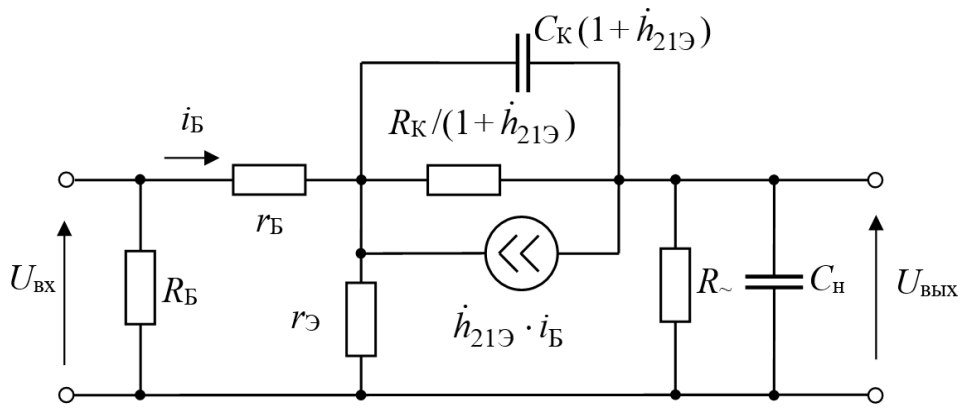 C_К(1 + ḣ_21Э)
i_Б
R_К/(1 + ḣ_21Э)
r_Б
U_вх
R_Б
r_Э
ḣ_21Э · i_Б
R_~
C_н
U_вых